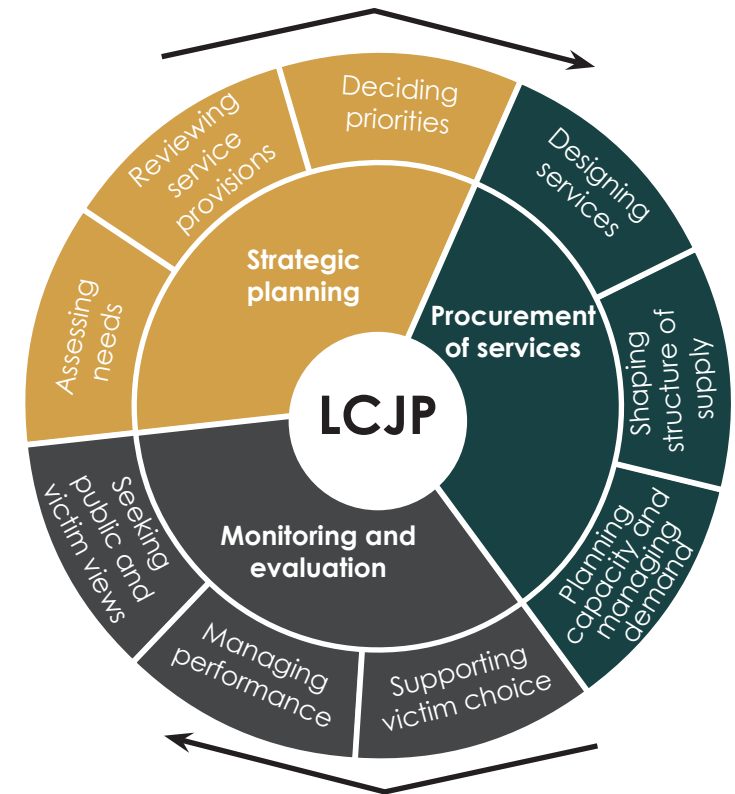 Deciding
priorities
Designing
services
Shaping
structure of
supply
Planning
capacity and
managing
demand
Supporting
victim choice
Managing
performance
Seeking
public and
victim views
Assessing
needs
Reviewing
service
provisions
Strategic
planning
Procurement
of services
Monitoring and
evaluation
LCJP